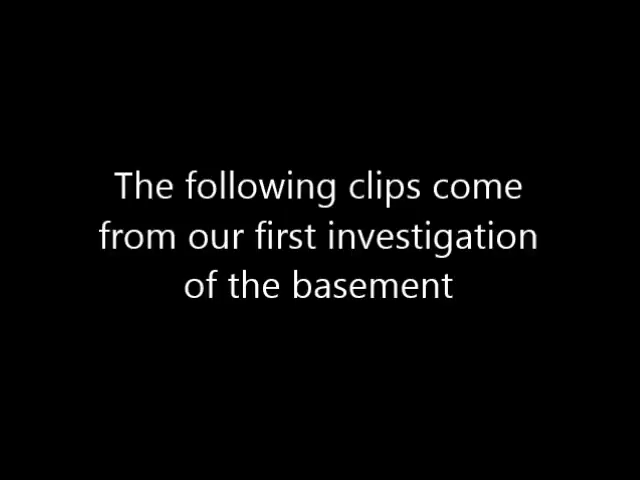 The following clips come
from our first investigation
of the basement